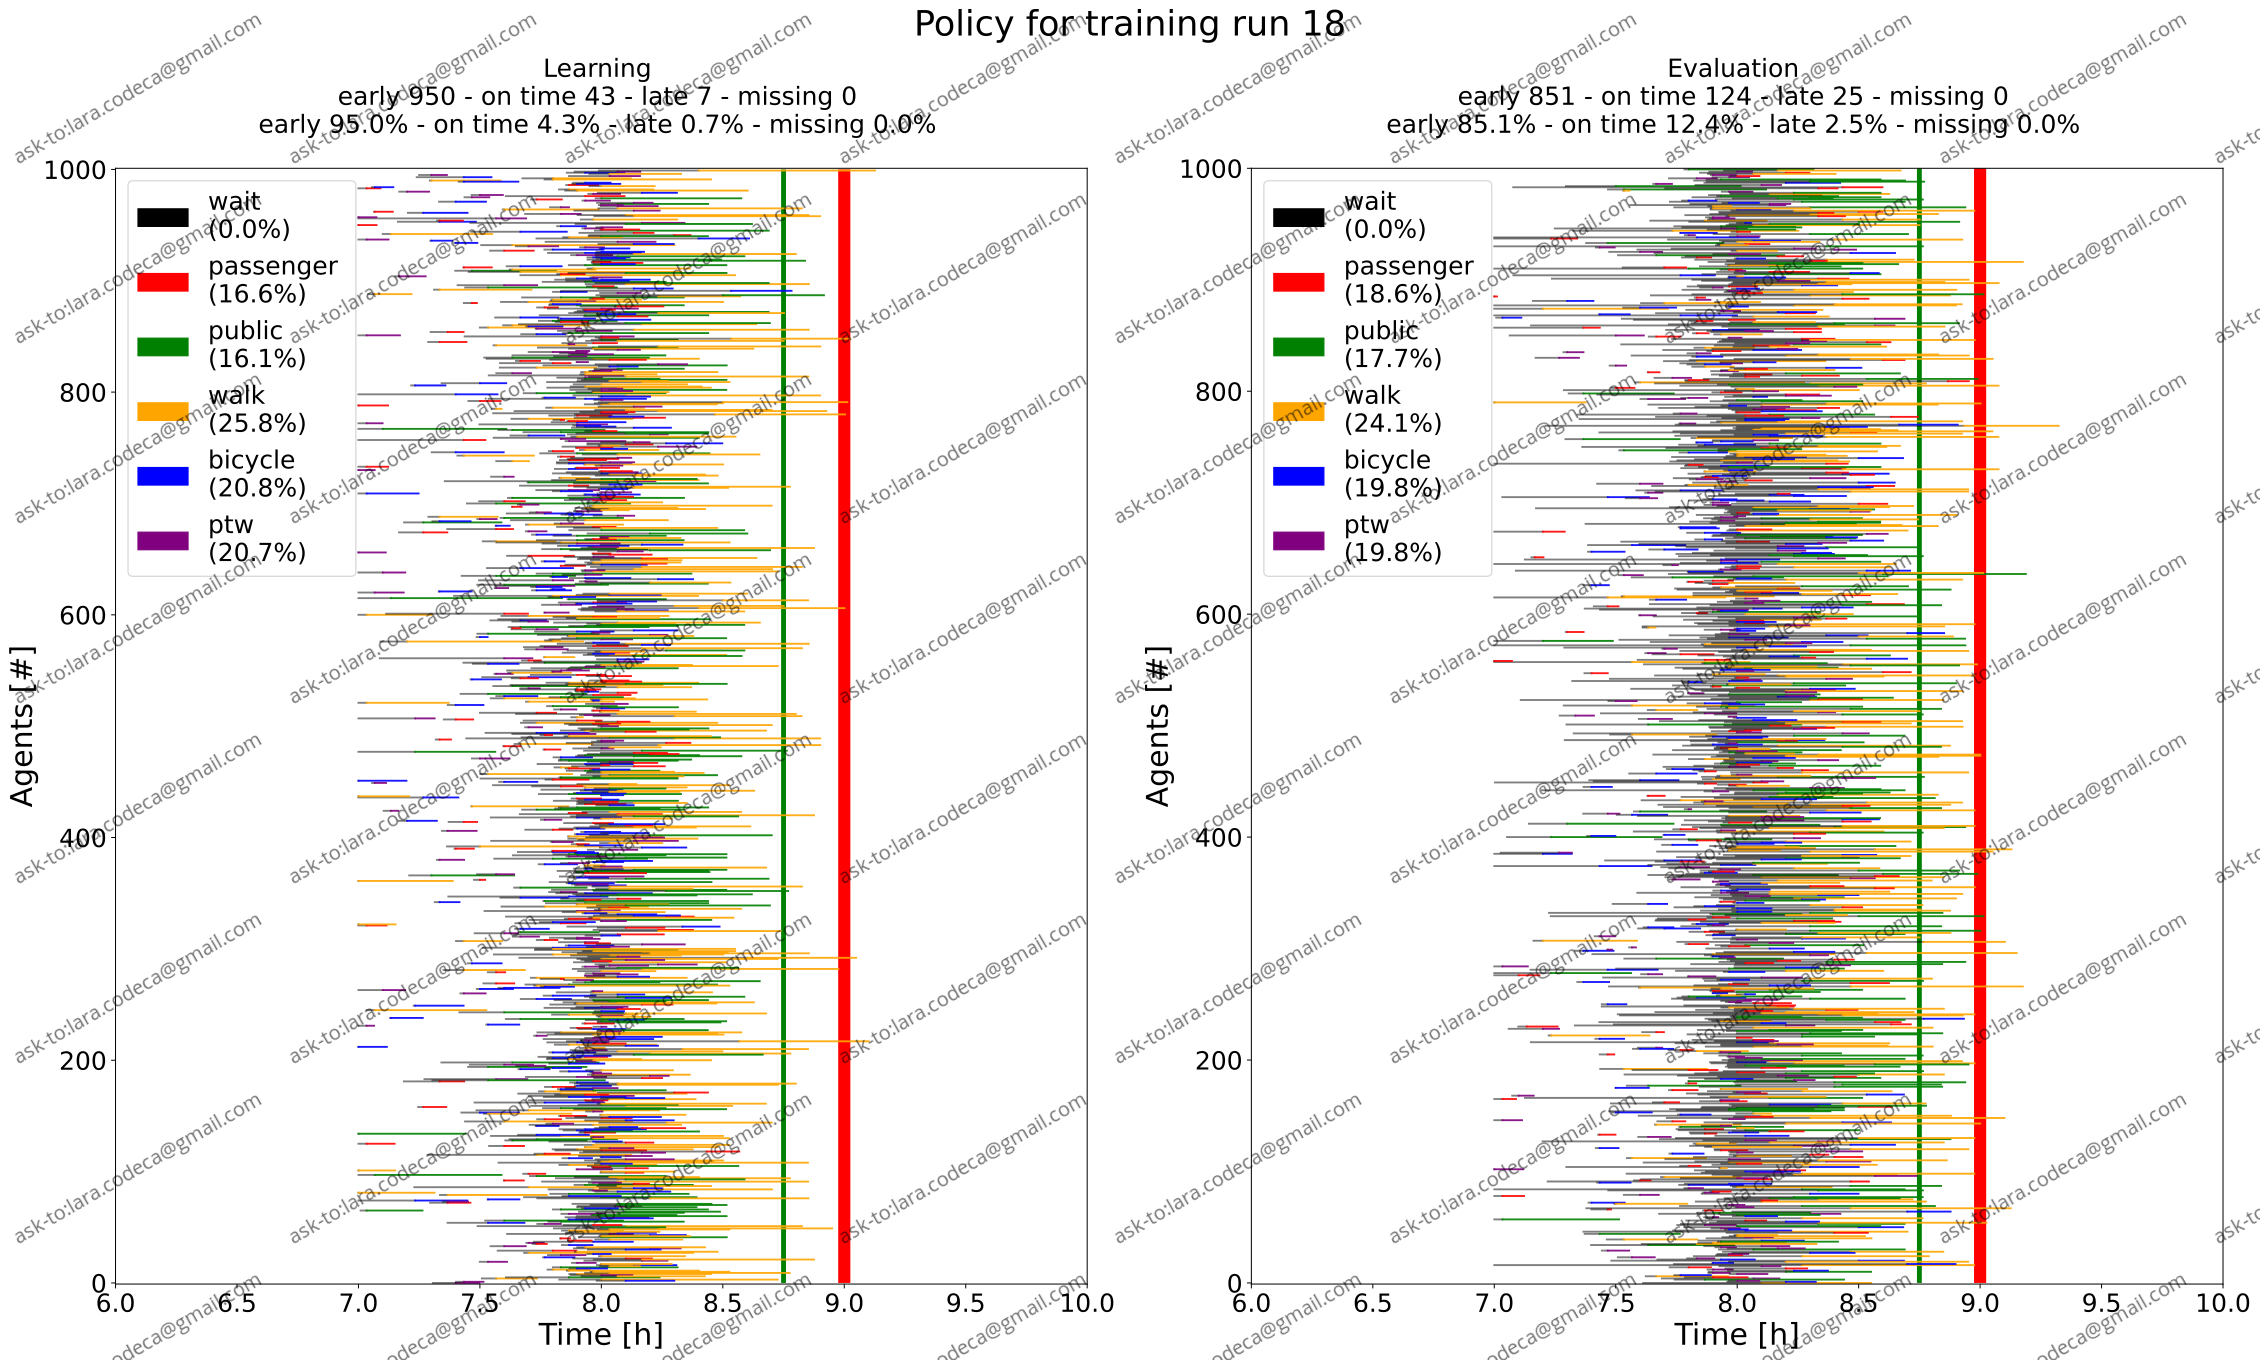 Policy for training run 18
Learning
early 950 - on time 43 - late 7 - missing 0
early 95.0% - on time 4.3% - late 0.7% - missing 0.0%
1000
800
600
400
200
0
Agents [#]
wait
(0.0%)
passenger
(16.6%)
public
(16.1%)
walk
(25.8%)
bicycle
(20.8%)
ptw
(20.7%)
6.0 6.5 7.0 7.5 8.0 8.5 9.0 9.5 10.0
Time [h]
Evaluation
early 851 - on time 124 - late 25 - missing 0
early 85.1% - on time 12.4% - late 2.5% - missing 0.0%
1000
800
600
400
200
0
Agents [#]
wait
(0.0%)
passenger
(18.6%)
public
(17.7%)
walk
(24.1%)
bicycle
(19.8%)
ptw
(19.8%)
6.0 6.5 7.0 7.5 8.0 8.5 9.0 9.5 10.0
Time [h]
ask-to:lara.codeca@gmail.com